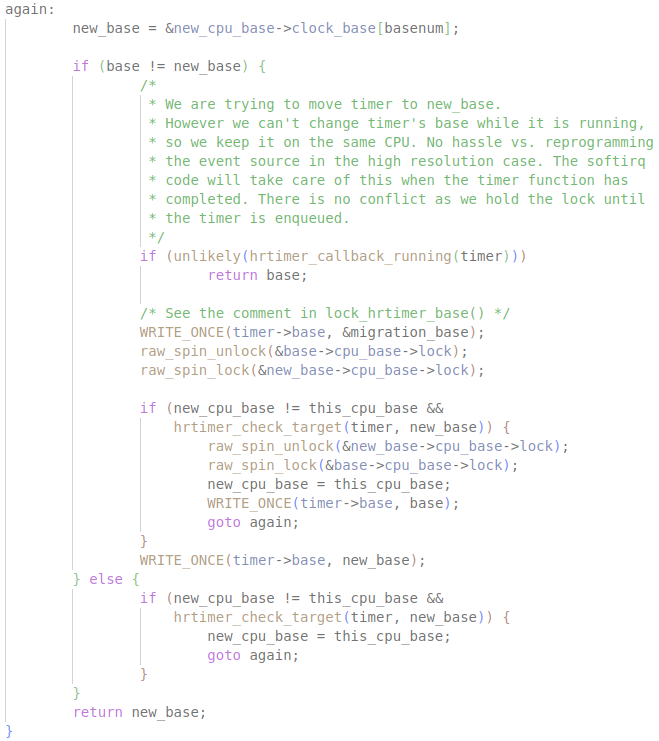 again:
        new_base = &new_cpu_base->clock_base[basenum];

        if (base != new_base) {
                /*
                 * We are trying to move timer to new_base.
                 * However we can't change timer's base while it is running,
                 * so we keep it on the same CPU. No hassle vs. reprogramming
                 * the event source in the high resolution case. The softirq
                 * code will take care of this when the timer function has
                 * completed. There is no conflict as we hold the lock until
                 * the timer is enqueued.
                 */
                if (unlikely(hrtimer_callback_running(timer)))
                        return base;

                /* See the comment in lock_hrtimer_base() */
                WRITE_ONCE(timer->base, &migration_base);
                raw_spin_unlock(&base->cpu_base->lock);
                raw_spin_lock(&new_base->cpu_base->lock);

                if (new_cpu_base != this_cpu_base &&
                    hrtimer_check_target(timer, new_base)) {
                        raw_spin_unlock(&new_base->cpu_base->lock);
                        raw_spin_lock(&base->cpu_base->lock);
                        new_cpu_base = this_cpu_base;
                        WRITE_ONCE(timer->base, base);
                        goto again;
                }
                WRITE_ONCE(timer->base, new_base);
        } else {
                if (new_cpu_base != this_cpu_base &&
                    hrtimer_check_target(timer, new_base)) {
                        new_cpu_base = this_cpu_base;
                        goto again;
                }
        }
        return new_base;
}